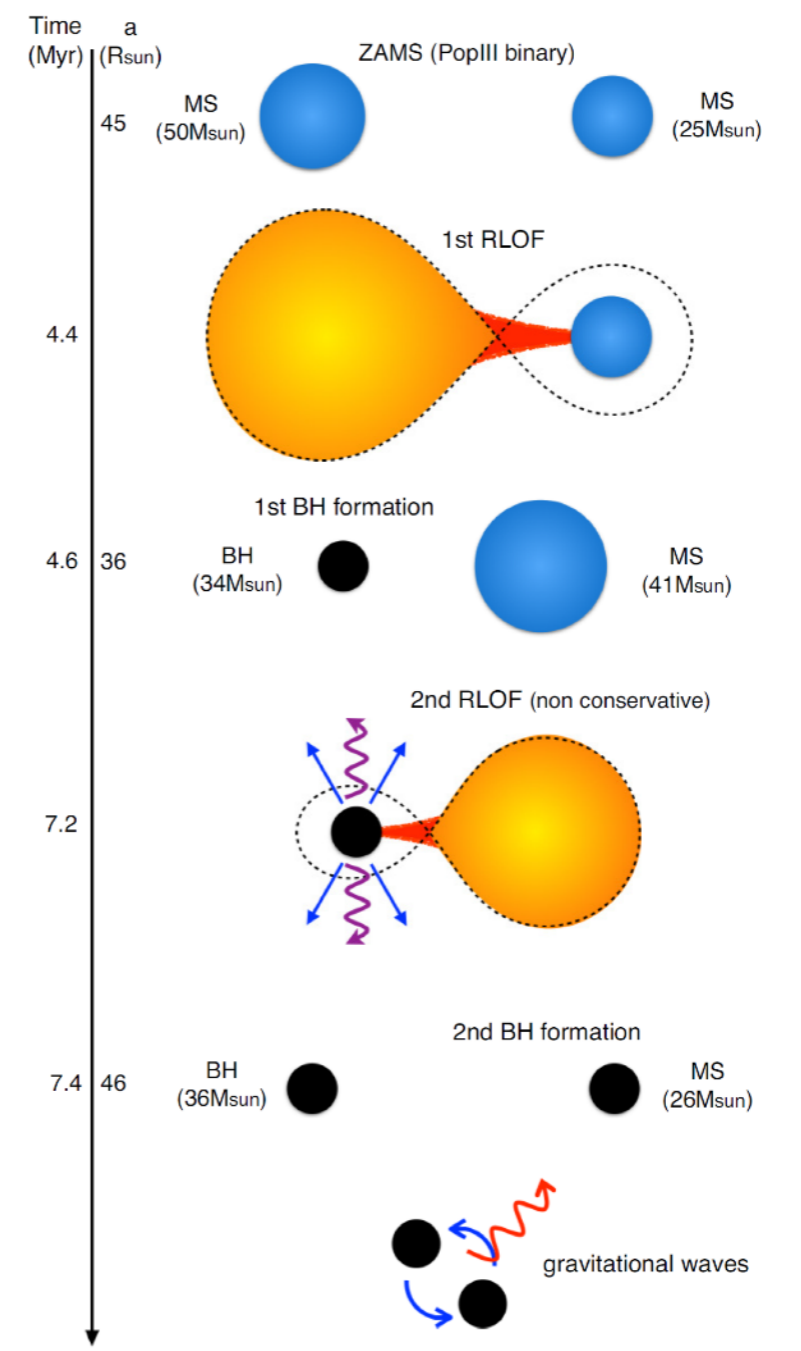 Time a
(Myr) (Rsun)
ZAMS (PopIII binary)
MS
(50Msun)
45
MS
(25Msun)
1st RLOF
4.4
1st BH formation
4.6 36
BH
(34Msun)
MS
(41Msun)
2nd RLOF (non conservative)
7.2
2nd BH formation
7.4 46
BH
(36Msun)
MS
(26Msun)
gravitational waves